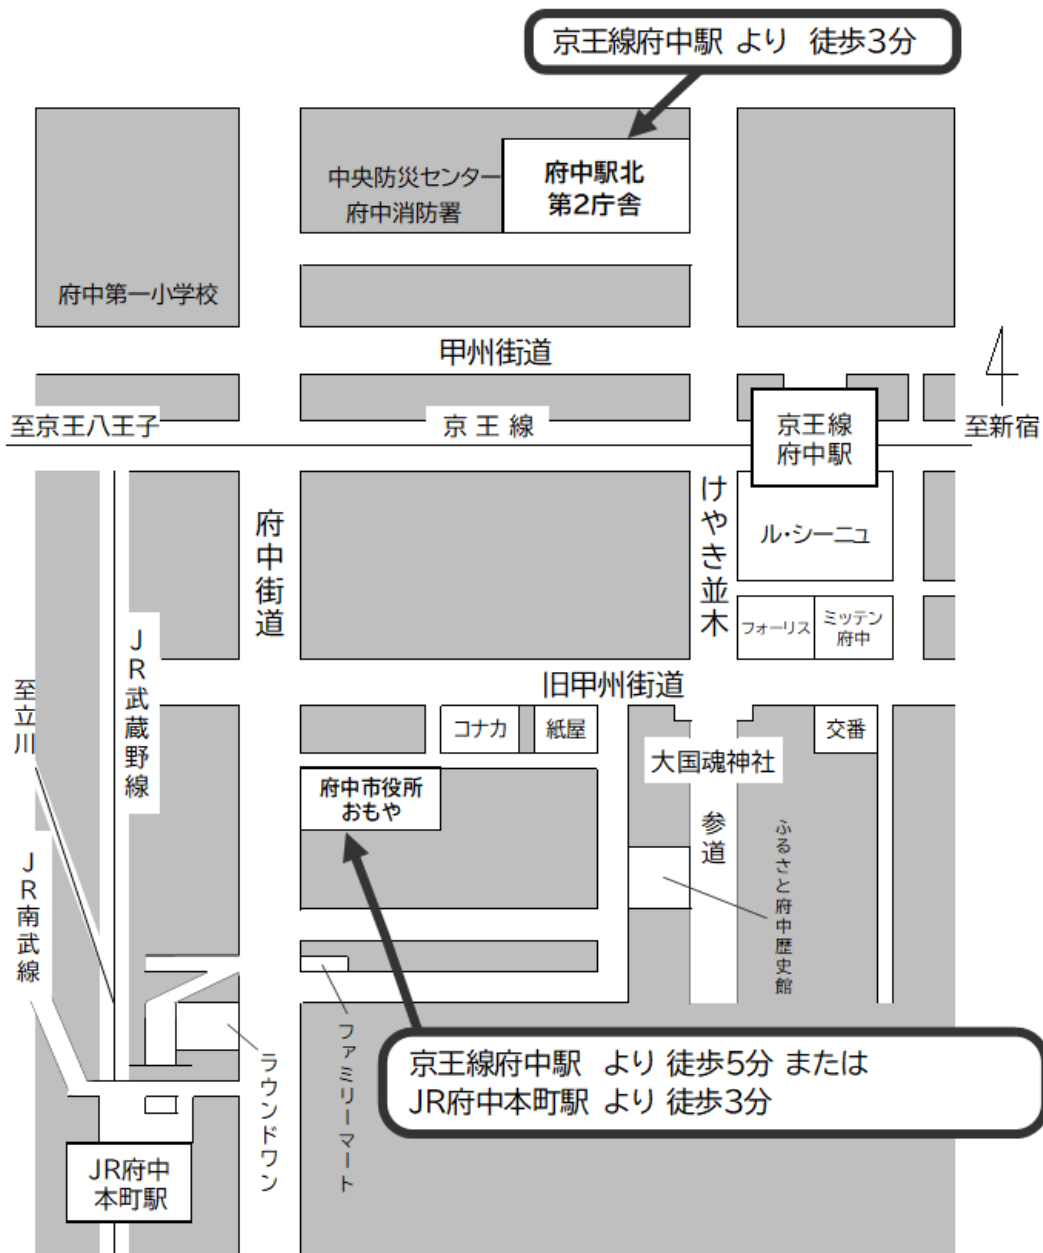 京王線府中駅 より 徒歩3分
中央防災センター
府中消防署
府中駅北
第2庁舎
府中第一小学校
甲州街道
至京王八王子
京王線
京王線
府中駅
至新宿
府中街道
けやき並木
ル・シーニュ
フォーリス
ミッテン
府中
JR武蔵野線
至立川
旧甲州街道
コナカ
紙屋
交番
大国魂神社
府中市役所
おもや
参道
ふるさと府中歴史館
JR南武線
ファミリーマート
ラウンドワン
京王線府中駅 より 徒歩5分 または
JR府中本町駅 より 徒歩3分
JR府中
本町駅